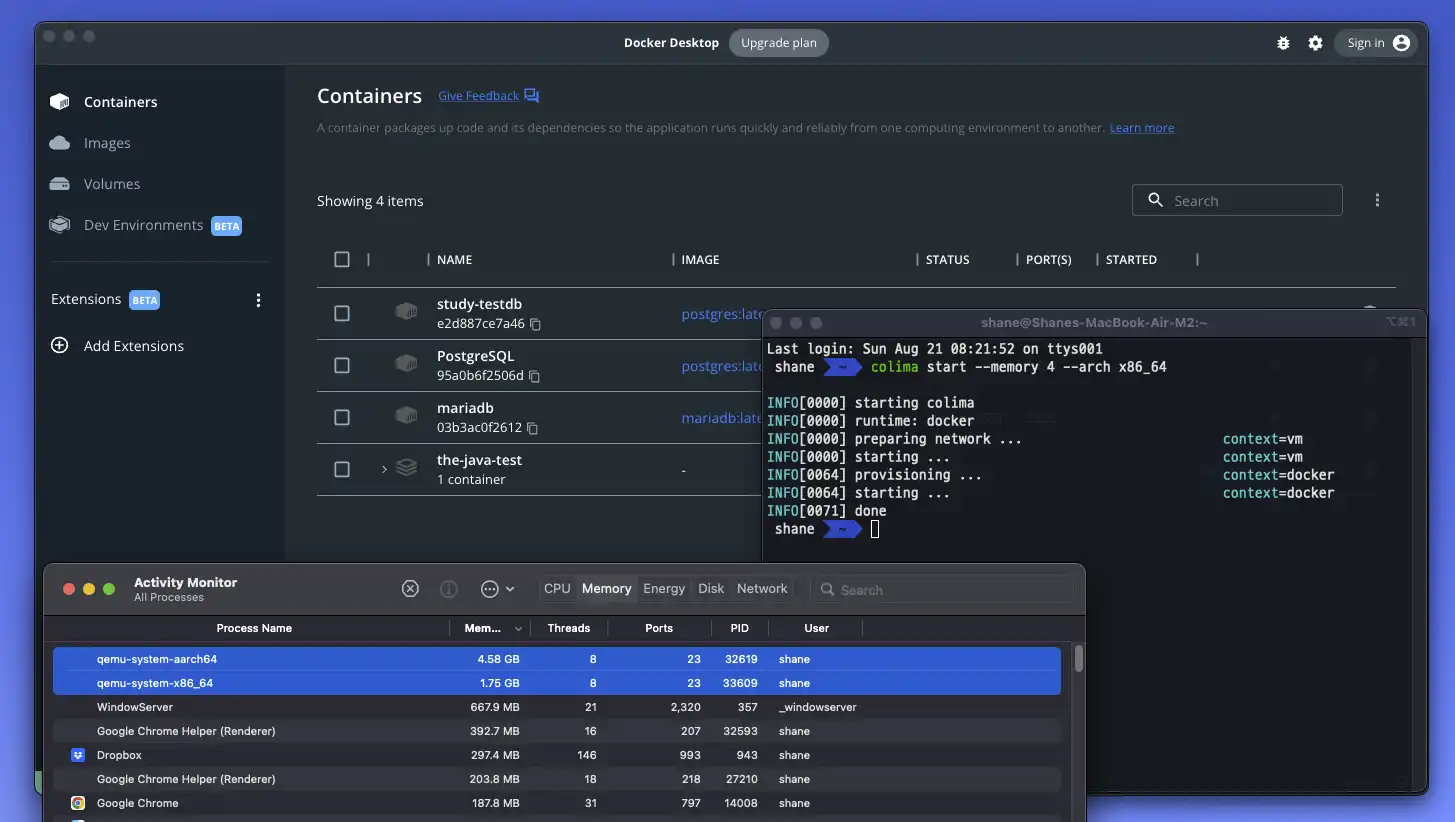 Docker Desktop Upgrade plan Sign in
Containers
Images
Volumes
Dev Environments BETA
Extensions BETA
Add Extensions
Containers Give Feedback
A container packages up code and its dependencies so the application runs quickly and reliably from one computing environment to another. Learn more
Showing 4 items Search
NAME IMAGE STATUS PORT(S) STARTED
study-testdb
e2d887ce7a46 postgres:late
PostgreSQL
95a0b6f2506d postgres:late
mariadb
03b3ac0f2612 mariadb:late
the-java-test
1 container -
shane@Shanes-MacBook-Air-M2:~ ⌥⌘1
Last login: Sun Aug 21 08:21:52 on ttys001
shane ~ colima start --memory 4 --arch x86_64
INFO[0000] starting colima
INFO[0000] runtime: docker
INFO[0000] preparing network ... context=vm
INFO[0000] starting ... context=vm
INFO[0064] provisioning ... context=docker
INFO[0064] starting ... context=docker
INFO[0071] done
shane ~
Activity Monitor
All Processes
CPU Memory Energy Disk Network Search
Process Name Mem... Threads Ports PID User
qemu-system-aarch64 4.58 GB 8 23 32619 shane
qemu-system-x86_64 1.75 GB 8 23 33609 shane
WindowServer 667.9 MB 21 2,320 357 _windowserver
Google Chrome Helper (Renderer) 392.7 MB 16 207 32593 shane
Dropbox 297.4 MB 146 993 943 shane
Google Chrome Helper (Renderer) 203.8 MB 18 218 27210 shane
Google Chrome 187.8 MB 31 797 14008 shane